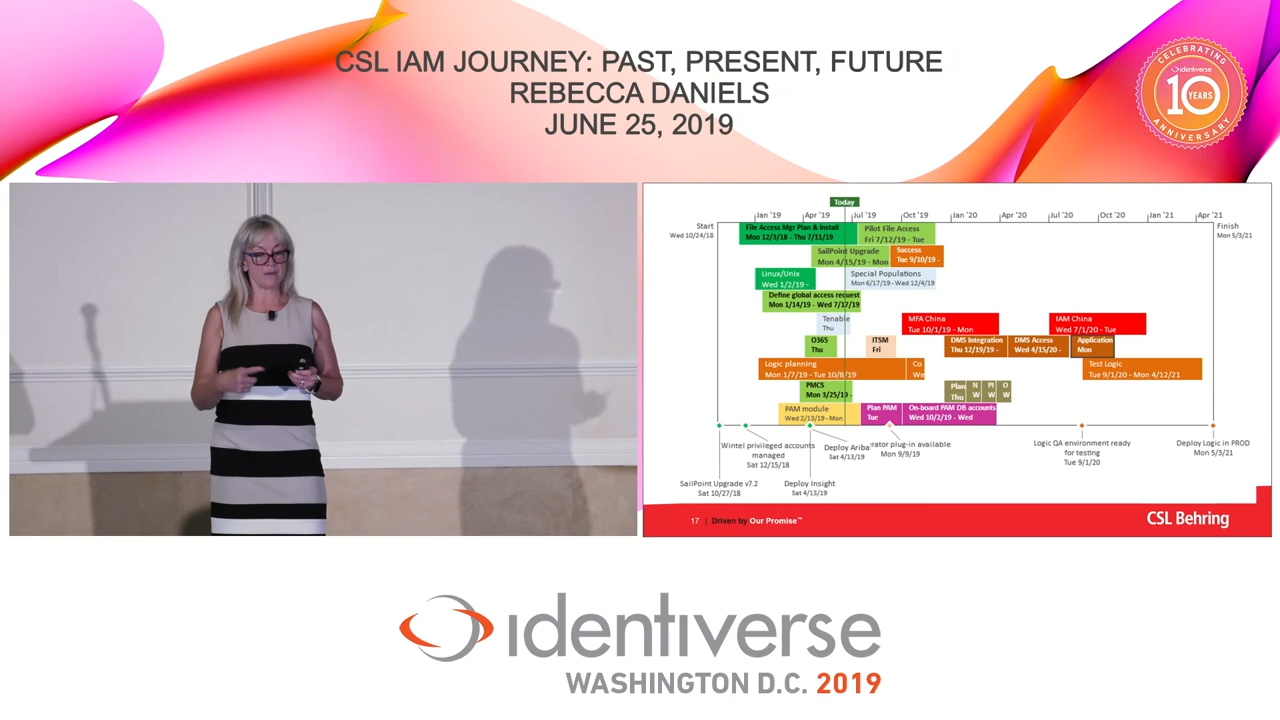 CSL IAM JOURNEY: PAST, PRESENT, FUTURE
REBECCA DANIELS
JUNE 25, 2019
CELEBRATING
identiverse
10 YEARS
ANNIVERSARY
Today
Jan '19 Apr '19 Jul '19 Oct '19 Jan '20 Apr '20 Jul '20 Oct '20 Jan '21 Apr '21
Start
Wed 10/24/18
Finish
Mon 5/3/21
File Access Mgr Plan & Install
Mon 12/3/18 - Thu 7/11/19
Pilot File Access
Fri 7/12/19 - Tue
SailPoint Upgrade
Mon 4/15/19 - Mon
Success
Tue 9/10/19 -
Linux/Unix
Wed 1/2/19 -
Special Populations
Mon 6/17/19 - Wed 12/4/19
Define global access request
Mon 1/14/19 - Wed 7/17/19
Tenable
Thu
MFA China
Tue 10/1/19 - Mon
IAM China
Wed 7/1/20 - Tue
O365
Thu
ITSM
Fri
DMS Integration
Thu 12/19/19 -
DMS Access
Wed 4/15/20 -
Application
Mon
Logic planning
Mon 1/7/19 - Tue 10/8/19
Co
We
Test Logic
Tue 9/1/20 - Mon 4/12/21
PMCS
Mon 3/25/19 -
Plan
Thu
N
W
Pl
W
O
W
PAM module
Wed 2/13/19 - Mon
Plan PAM
Tue
On-board PAM DB accounts
Wed 10/2/19 - Wed
Wintel privileged accounts
managed
Sat 12/15/18
Deploy Ariba
Sat 4/13/19
rator plug-in available
Mon 9/9/19
Logic QA environment ready
for testing
Tue 9/1/20
Deploy Logic in PROD
Mon 5/3/21
SailPoint Upgrade v7.2
Sat 10/27/18
Deploy Insight
Sat 4/13/19
17 | Driven by Our Promise™
CSL Behring
identiverse
WASHINGTON D.C. 2019